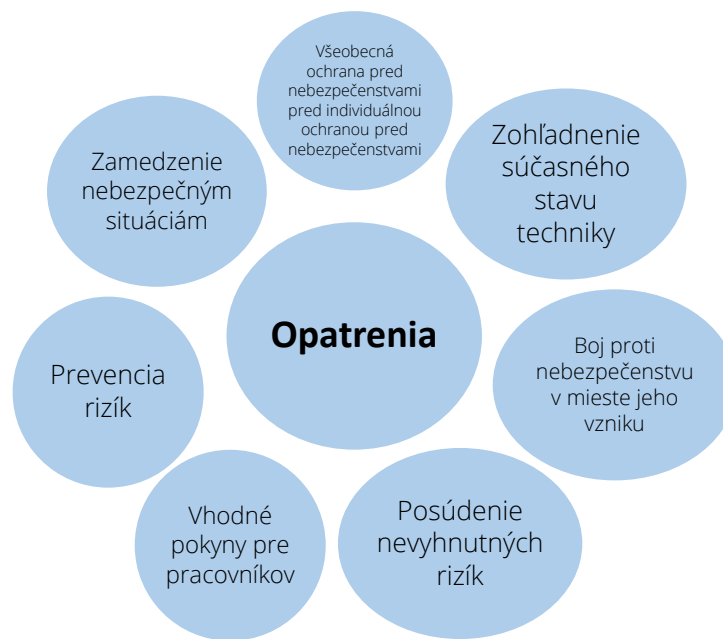 Všeobecná
ochrana pred
nebezpečenstvami
pred individuálnou
ochranou pred
nebezpečenstvami
Zohľadnenie
súčasného
stavu
techniky
Boj proti
nebezpečenstvu
v mieste jeho
vzniku
Posúdenie
nevyhnutných
rizík
Vhodné
pokyny pre
pracovníkov
Prevencia
rizík
Zamedzenie
nebezpečným
situáciám
Opatrenia